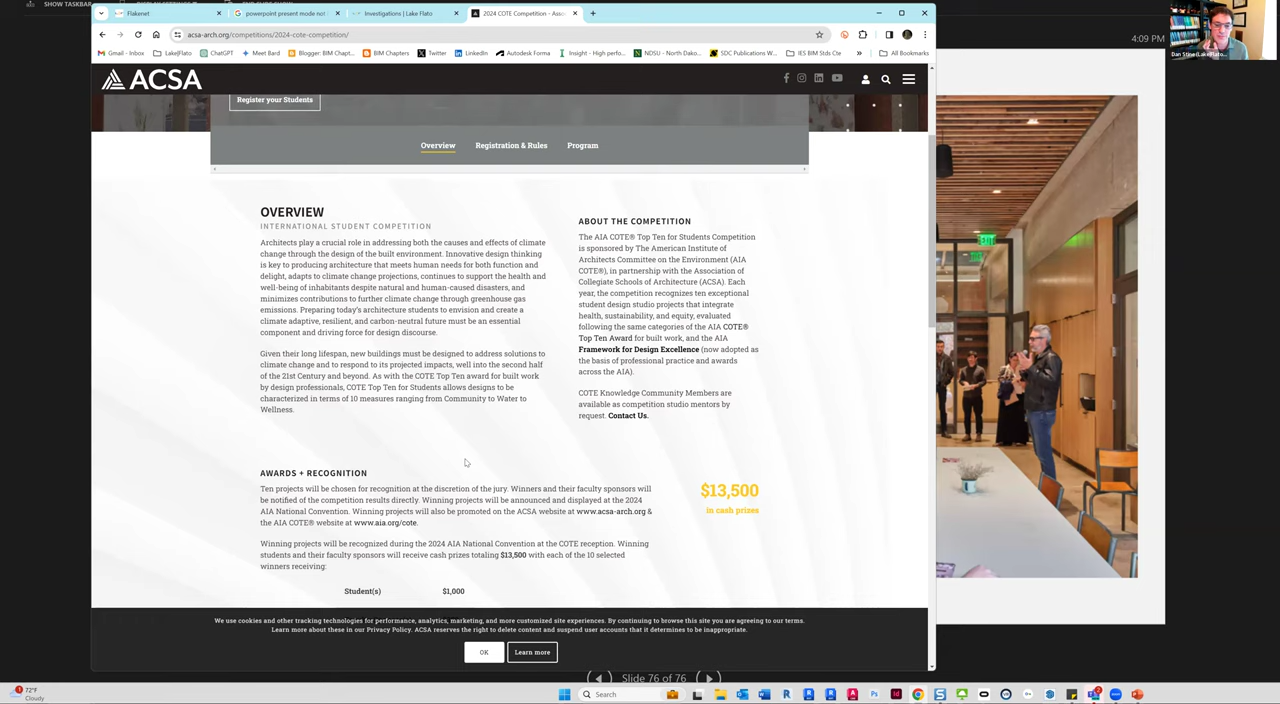 SHOW TASKBAR
Flakenet
powerpoint present mode not
Investigations | Lake Flato
2024 COTE Competition - Asso
acsa-arch.org/competitions/2024-cote-competition/
Gmail - Inbox
Lake|Flato
ChatGPT
Meet Bard
Blogger: BIM Chapt...
BIM Chapters
Twitter
LinkedIn
Autodesk Forma
Insight - High perfo...
NDSU - North Dako...
SDC Publications W...
IES BIM Stds Cte
»
All Bookmarks
4:09 PM
Dan Stine (Lake|Flato...
ACSA
Register your Students
Overview
Registration & Rules
Program
OVERVIEW
INTERNATIONAL STUDENT COMPETITION
Architects play a crucial role in addressing both the causes and effects of climate
change through the design of the built environment. Innovative design thinking
is key to producing architecture that meets human needs for both function and
delight, adapts to climate change projections, continues to support the health and
well-being of inhabitants despite natural and human-caused disasters, and
minimizes contributions to further climate change through greenhouse gas
emissions. Preparing today's architecture students to envision and create a
climate adaptive, resilient, and carbon-neutral future must be an essential
component and driving force for design discourse.
Given their long lifespan, new buildings must be designed to address solutions to
climate change and to respond to its projected impacts, well into the second half
of the 21st Century and beyond. As with the COTE Top Ten award for built work
by design professionals, COTE Top Ten for Students allows designs to be
characterized in terms of 10 measures ranging from Community to Water to
Wellness.
ABOUT THE COMPETITION
The AIA COTE® Top Ten for Students Competition
is sponsored by The American Institute of
Architects Committee on the Environment (AIA
COTE®), in partnership with the Association of
Collegiate Schools of Architecture (ACSA). Each
year, the competition recognizes ten exceptional
student design studio projects that integrate
health, sustainability, and equity, evaluated
following the same categories of the AIA COTE®
Top Ten Award for built work, and the AIA
Framework for Design Excellence (now adopted as
the basis of professional practice and awards
across the AIA).
COTE Knowledge Community Members are
available as competition studio mentors by
request. Contact Us.
AWARDS + RECOGNITION
Ten projects will be chosen for recognition at the discretion of the jury. Winners and their faculty sponsors will
be notified of the competition results directly. Winning projects will be announced and displayed at the 2024
AIA National Convention. Winning projects will also be promoted on the ACSA website at www.acsa-arch.org &
the AIA COTE® website at www.aia.org/cote.
Winning projects will be recognized during the 2024 AIA National Convention at the COTE reception. Winning
students and their faculty sponsors will receive cash prizes totaling $13,500 with each of the 10 selected
winners receiving:
Student(s) $1,000
$13,500
in cash prizes
We use cookies and other tracking technologies for performance, analytics, marketing, and more customized site experiences. By continuing to browse this site you are agreeing to our terms.
Learn more about these in our Privacy Policy. ACSA reserves the right to delete content and suspend user accounts that it determines to be inappropriate.
OK
Learn more
Slide 76 of 76
72°F
Cloudy
Search